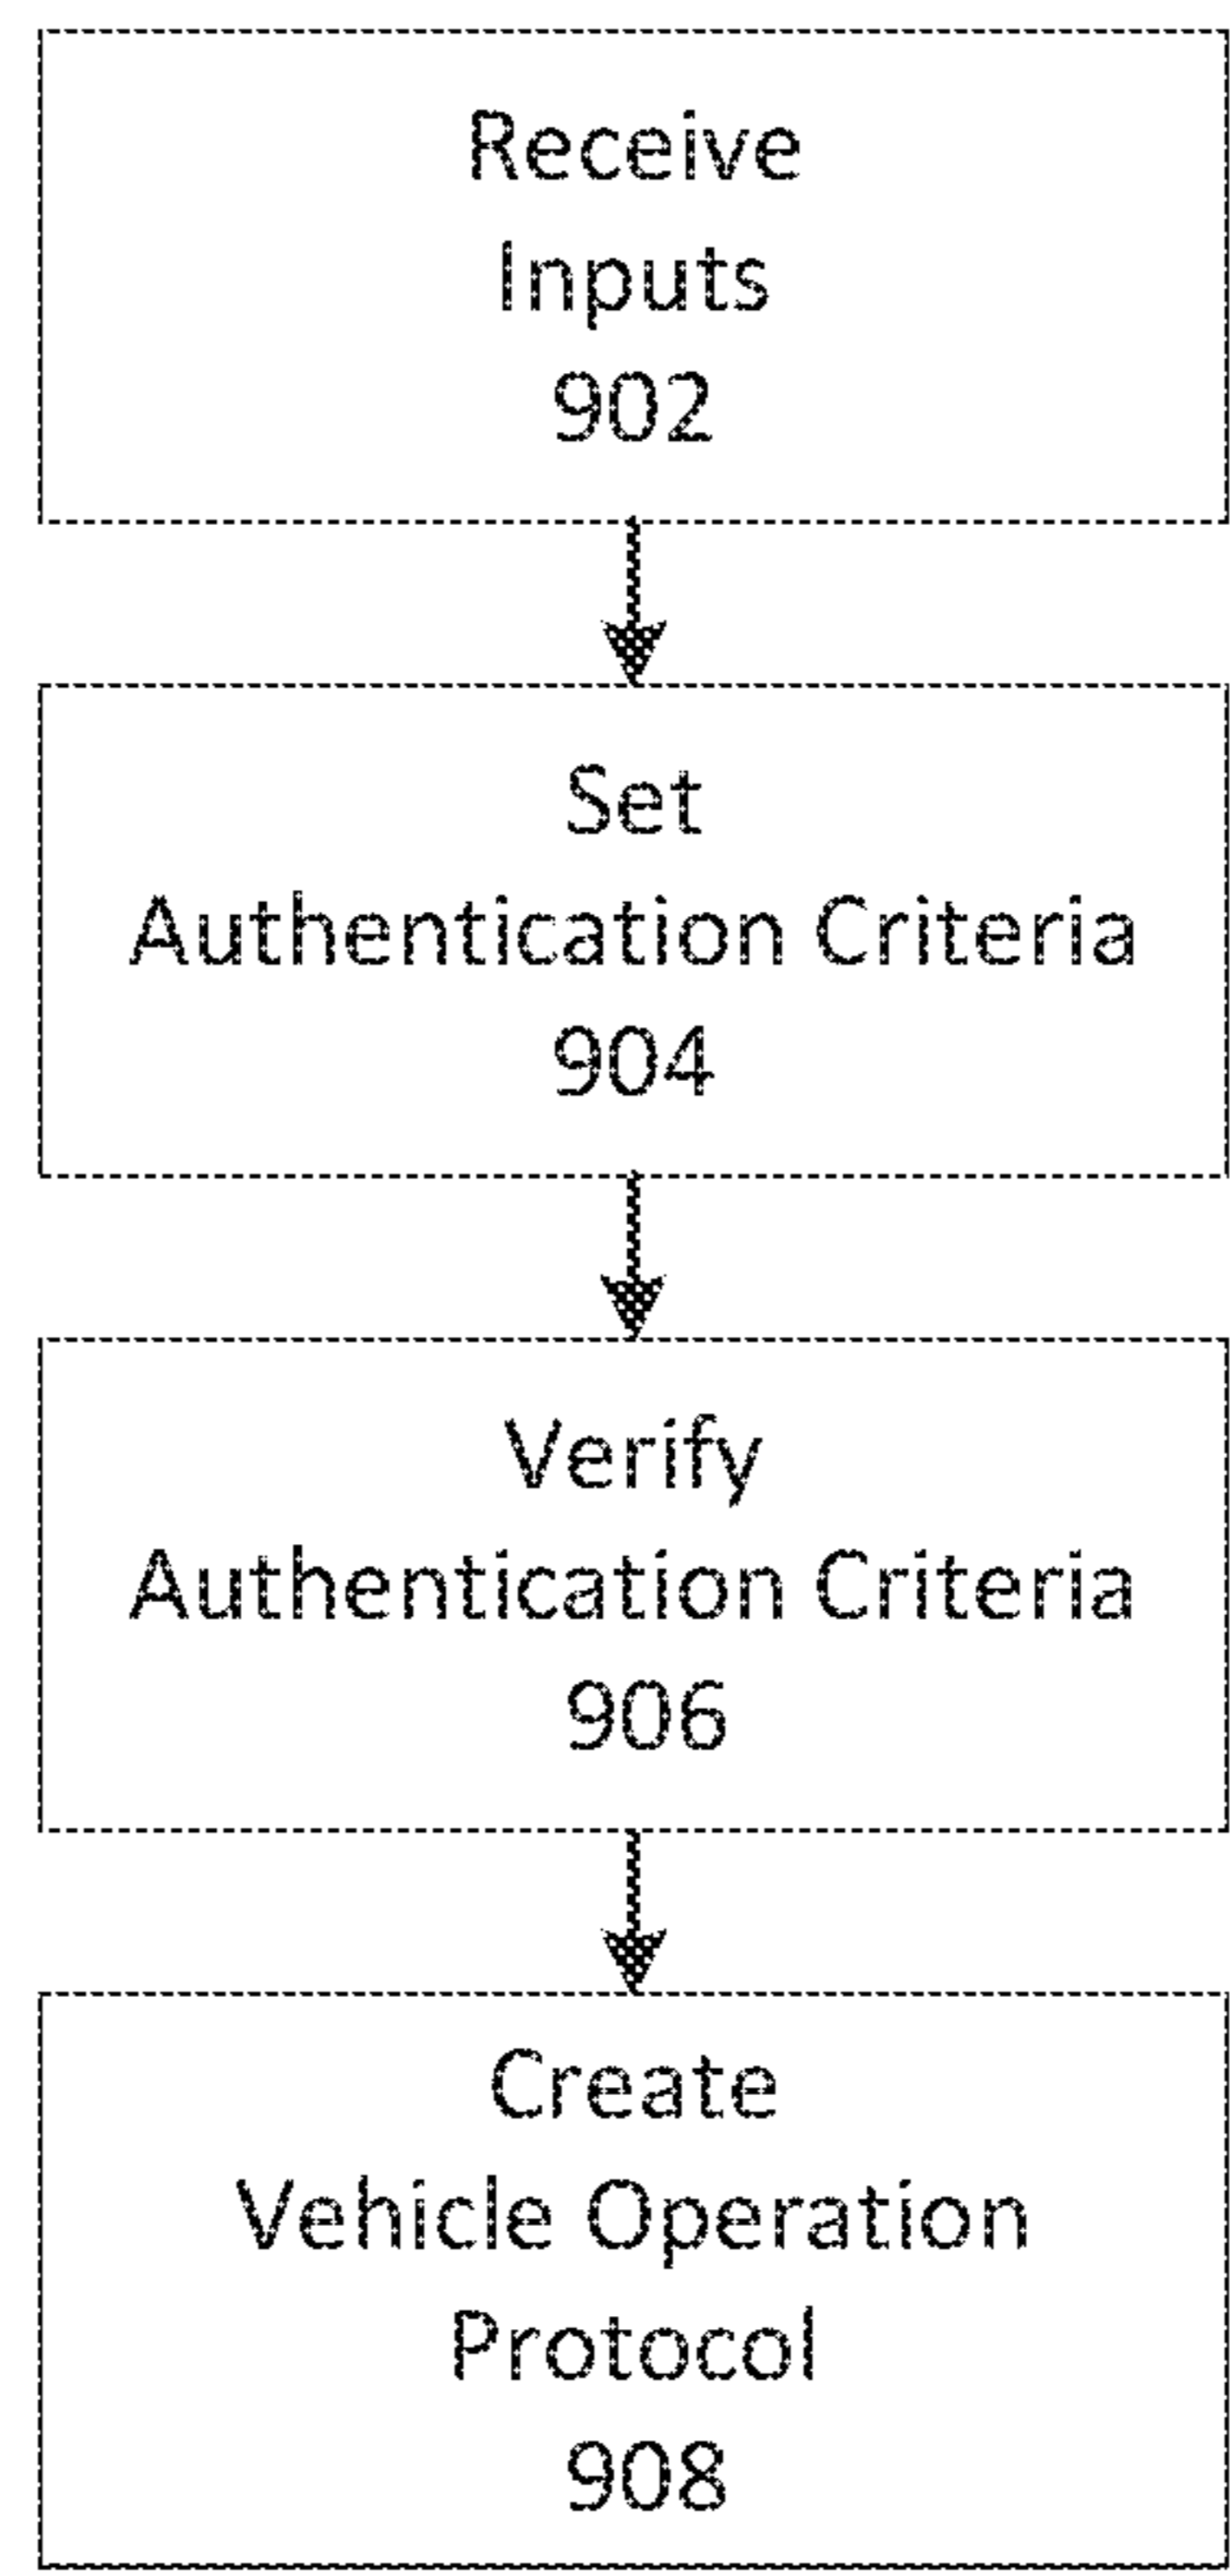 Receive
Inputs
902
Set
Authentication Criteria
904
Verify
Authentication Criteria
906
Create
Vehicle Operation
Protocol
908